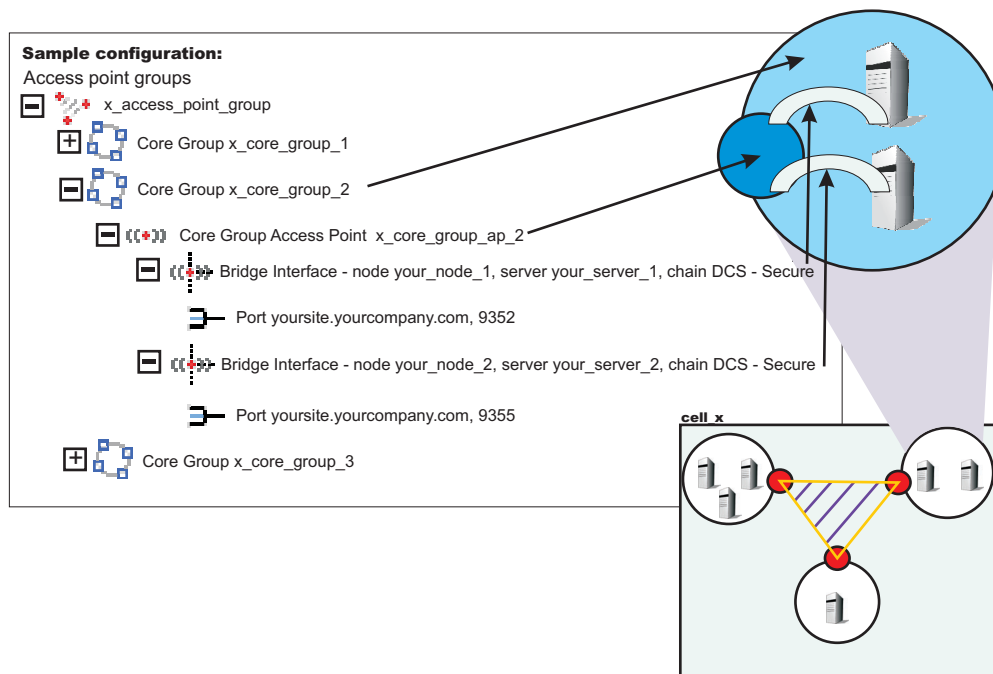 Sample configuration:
Access point groups
x_access_point_group
Core Group x_core_group_1
Core Group x_core_group_2
Core Group Access Point x_core_group_ap_2
Bridge Interface - node your_node_1, server your_server_1, chain DCS - Secure
Port yoursite.yourcompany.com, 9352
Bridge Interface - node your_node_2, server your_server_2, chain DCS - Secure
Port yoursite.yourcompany.com, 9355
Core Group x_core_group_3
cell_x